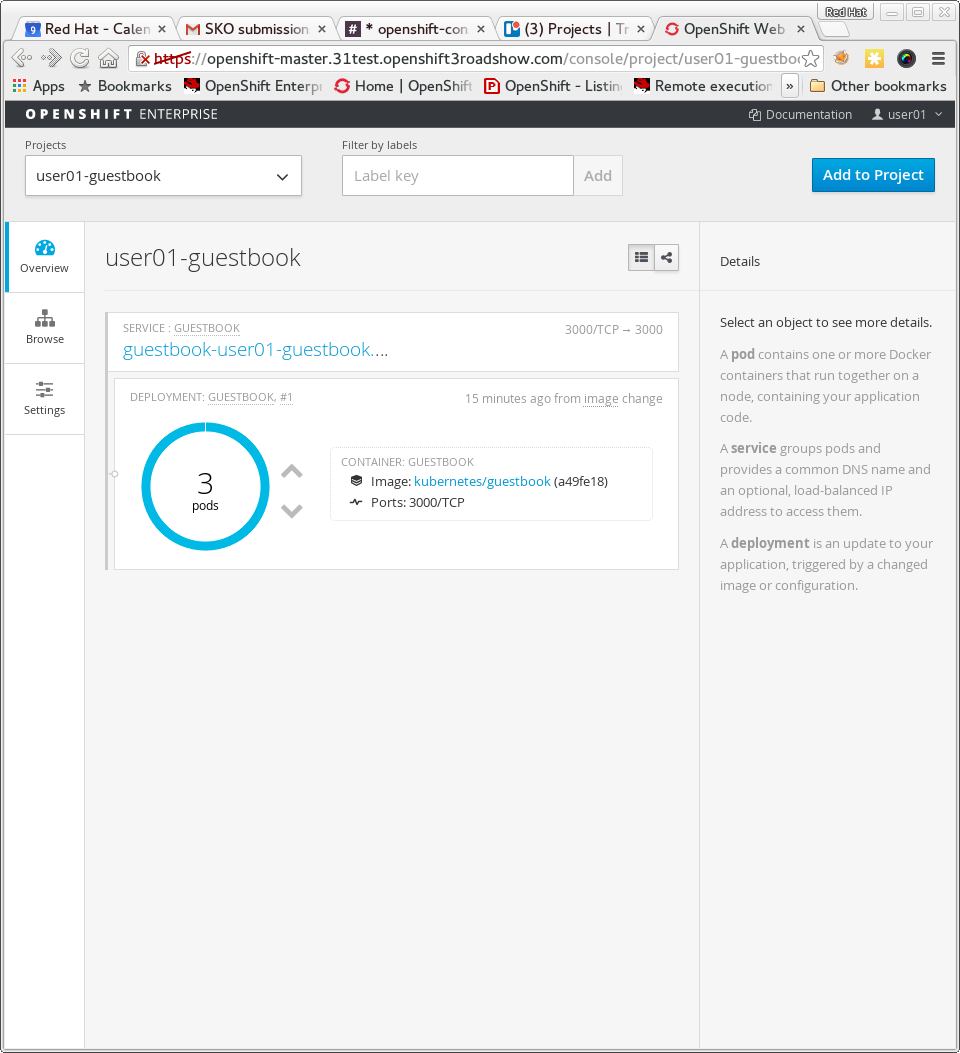 Red Hat
Red Hat - Calen
SKO submission
* openshift-con
(3) Projects | Tr
OpenShift Web
https://openshift-master.31test.openshift3roadshow.com/console/project/user01-guestboo
Apps
Bookmarks
OpenShift Enterpr
Home | OpenShift
OpenShift - Listin
Remote execution
»
Other bookmarks
OPENSHIFT ENTERPRISE
Documentation
user01
Projects
Filter by labels
user01-guestbook
Label key
Add
Add to Project
Overview
Browse
Settings
user01-guestbook
SERVICE : GUESTBOOK
3000/TCP → 3000
guestbook-user01-guestbook....
DEPLOYMENT: GUESTBOOK, #1
15 minutes ago from image change
3
pods
CONTAINER: GUESTBOOK
Image: kubernetes/guestbook (a49fe18)
Ports: 3000/TCP
Details
Select an object to see more details.
A pod contains one or more Docker
containers that run together on a
node, containing your application
code.
A service groups pods and
provides a common DNS name and
an optional, load-balanced IP
address to access them.
A deployment is an update to your
application, triggered by a changed
image or configuration.